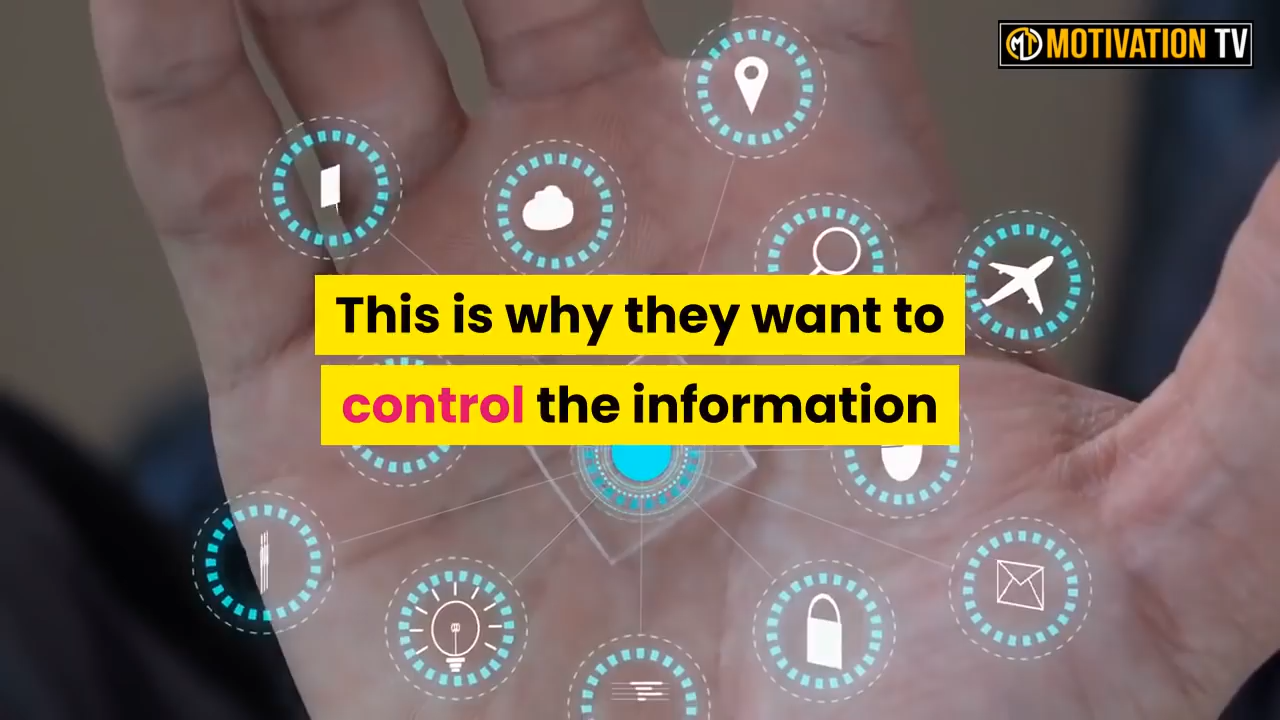 MOTIVATION TV
This is why they want to
control the information